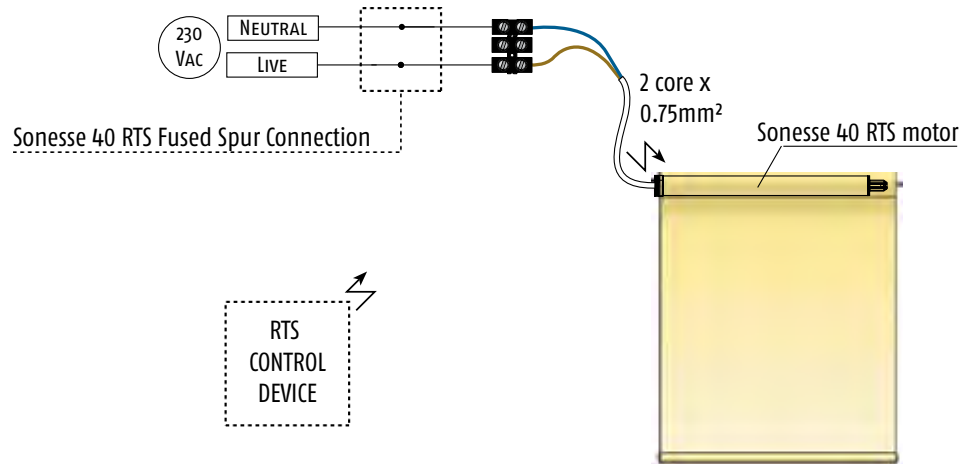 230
VAC
NEUTRAL
LIVE
2 core x
0.75mm²
Sonesse 40 RTS Fused Spur Connection
Sonesse 40 RTS motor
RTS
CONTROL
DEVICE